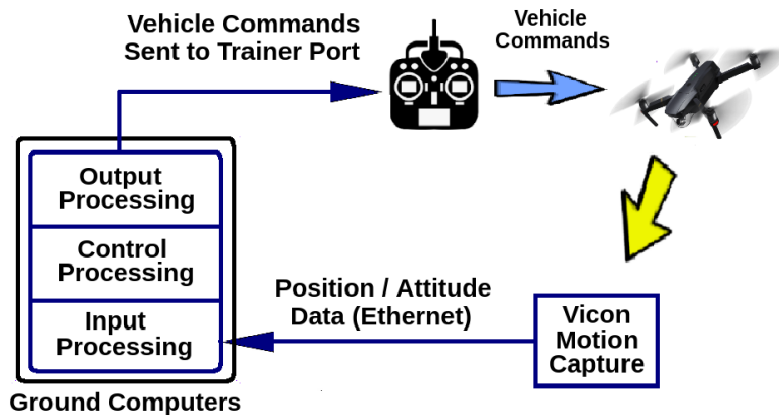 Vehicle Commands
Sent to Trainer Port
Vehicle
Commands
Output
Processing
Control
Processing
Input
Processing
Ground Computers
Position / Attitude
Data (Ethernet)
Vicon
Motion
Capture